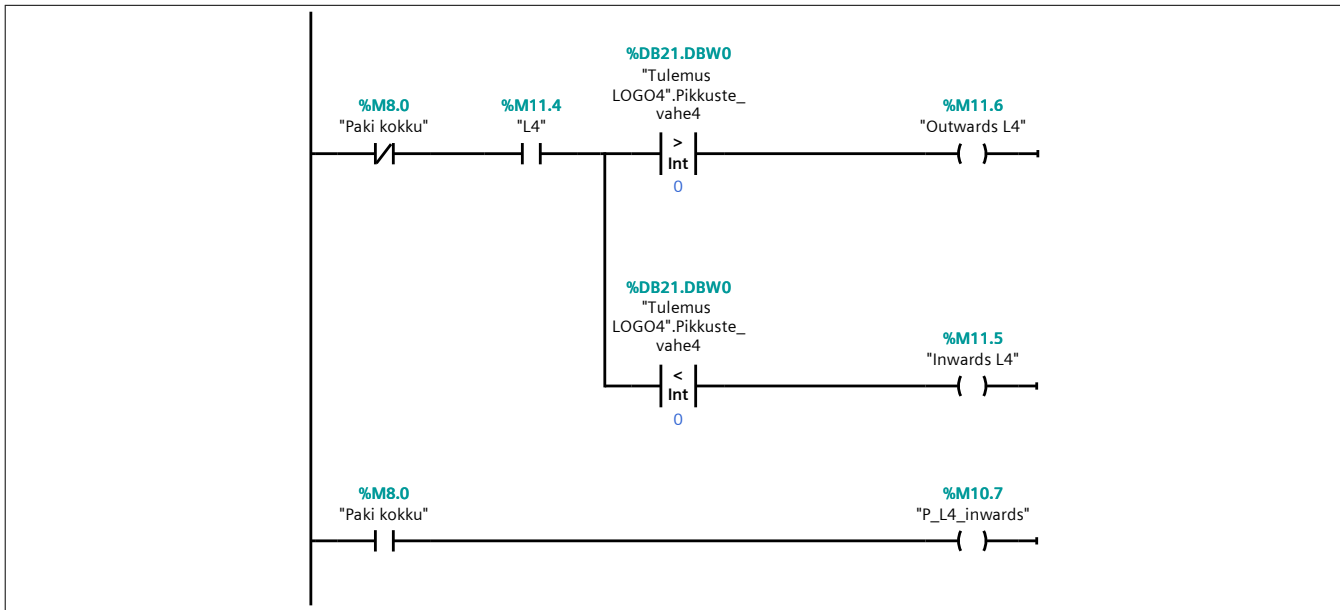 %DB21.DBW0
"Tulemus
LOGO4".Pikkuste_
vahe4
%M8.0
"Paki kokku"
%M11.4
"L4"
%M11.6
"Outwards L4"
>
Int
0
%DB21.DBW0
"Tulemus
LOGO4".Pikkuste_
vahe4
%M11.5
"Inwards L4"
<
Int
0
%M8.0
"Paki kokku"
%M10.7
"P_L4_inwards"